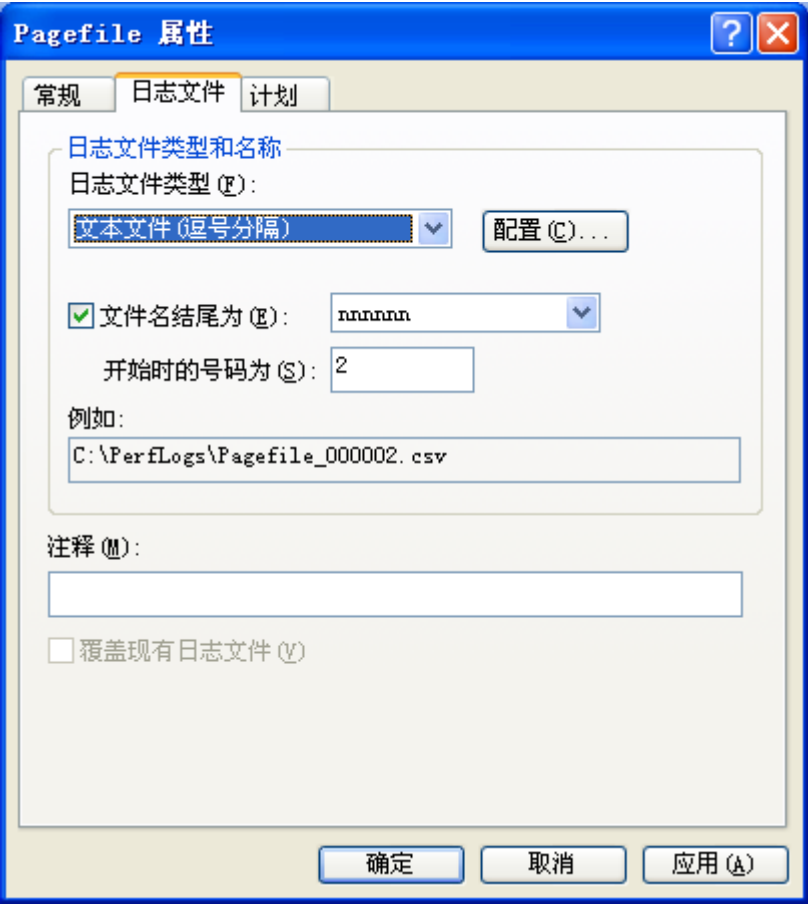 Pagefile 属性
常规 日志文件 计划
日志文件类型和名称
日志文件类型(F):
文本文件(逗号分隔) 配置(C)...
文件名结尾为(E): nnnnnn
开始时的号码为(S): 2
例如:
C:\PerfLogs\Pagefile_000002.csv
注释(M):
覆盖现有日志文件(V)
确定 取消 应用(A)